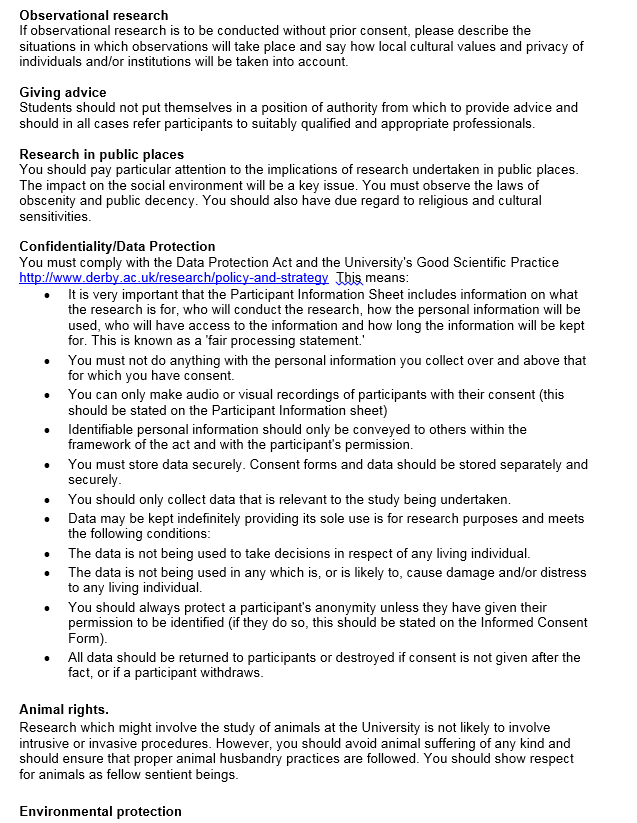 Observational research
If observational research is to be conducted without prior consent, please describe the
situations in which observations will take place and say how local cultural values and privacy of
individuals and/or institutions will be taken into account.
Giving advice
Students should not put themselves in a position of authority from which to provide advice and
should in all cases refer participants to suitably qualified and appropriate professionals.
Research in public places
You should pay particular attention to the implications of research undertaken in public places.
The impact on the social environment will be a key issue. You must observe the laws of
obscenity and public decency. You should also have due regard to religious and cultural
sensitivities.
Confidentiality/Data Protection
You must comply with the Data Protection Act and the University's Good Scientific Practice
http://www.derby.ac.uk/research/policy-and-strategy This means:
• It is very important that the Participant Information Sheet includes information on what
the research is for, who will conduct the research, how the personal information will be
used, who will have access to the information and how long the information will be kept
for. This is known as a 'fair processing statement.'
• You must not do anything with the personal information you collect over and above that
for which you have consent.
• You can only make audio or visual recordings of participants with their consent (this
should be stated on the Participant Information sheet)
• Identifiable personal information should only be conveyed to others within the
framework of the act and with the participant's permission.
• You must store data securely. Consent forms and data should be stored separately and
securely.
• You should only collect data that is relevant to the study being undertaken.
• Data may be kept indefinitely providing its sole use is for research purposes and meets
the following conditions:
• The data is not being used to take decisions in respect of any living individual.
• The data is not being used in any which is, or is likely to, cause damage and/or distress
to any living individual.
• You should always protect a participant's anonymity unless they have given their
permission to be identified (if they do so, this should be stated on the Informed Consent
Form).
• All data should be returned to participants or destroyed if consent is not given after the
fact, or if a participant withdraws.
Animal rights.
Research which might involve the study of animals at the University is not likely to involve
intrusive or invasive procedures. However, you should avoid animal suffering of any kind and
should ensure that proper animal husbandry practices are followed. You should show respect
for animals as fellow sentient beings.
Environmental protection